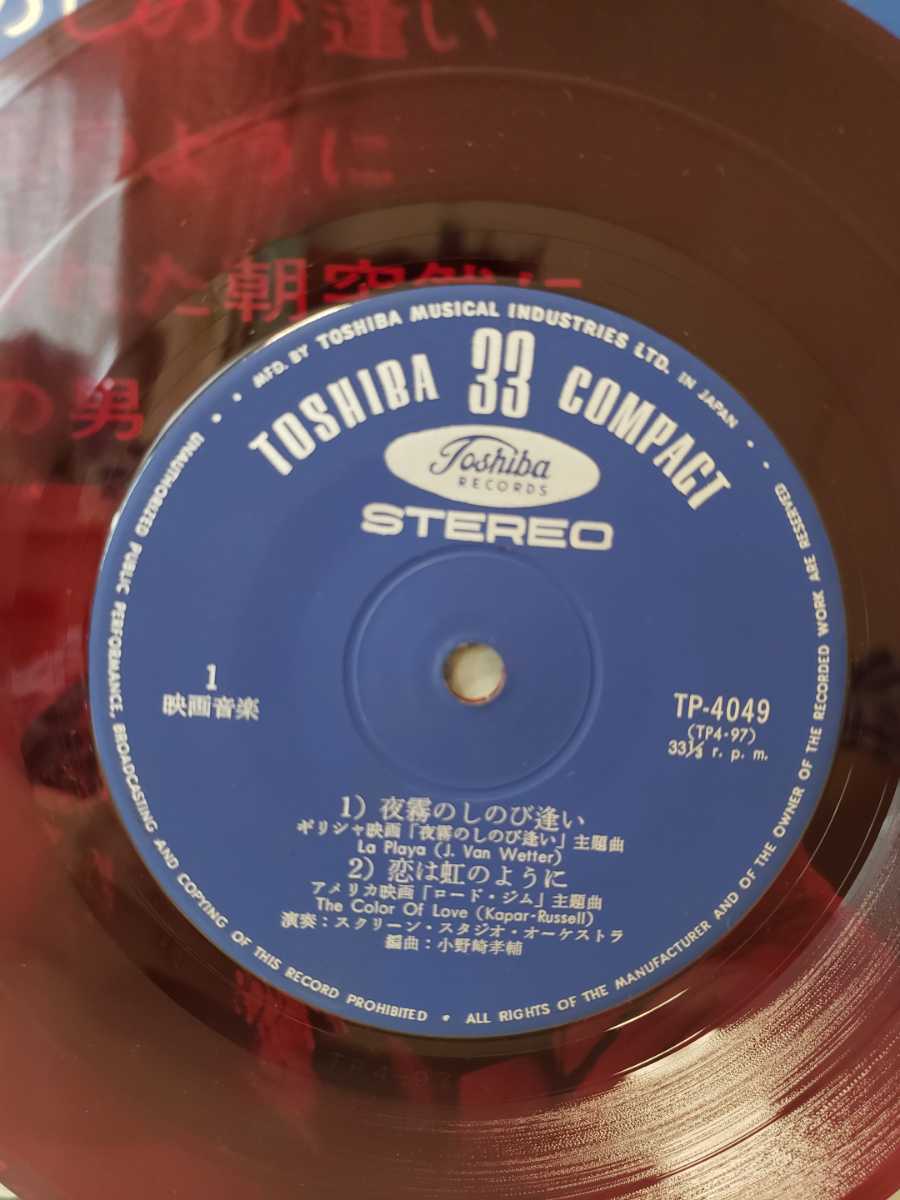 のしのび逢い
のように
た朝空
の男
• MFD. BY TOSHIBA MUSICAL INDUSTRIES LTD. IN JAPAN •
TOSHIBA 33 COMPACT
Toshiba
RECORDS
STEREO
1
映画音楽
TP-4049
(TP4-97)
33⅓ r. p. m.
1) 夜霧のしのび逢い
ギリシャ映画「夜霧のしのび逢い」主題曲
La Playa (J. Van Wetter)
2) 恋は虹のように
アメリカ映画「ロード・ジム」主題曲
The Color Of Love (Kapar-Russell)
演奏：スクリーン・スタジオ・オーケストラ
編曲：小野崎孝輔
• UNAUTHORIZED PUBLIC PERFORMANCE, BROADCASTING AND COPYING OF THIS RECORD PROHIBITED • ALL RIGHTS OF THE MANUFACTURER AND OF THE OWNER OF THE RECORDED WORK ARE RESERVED •